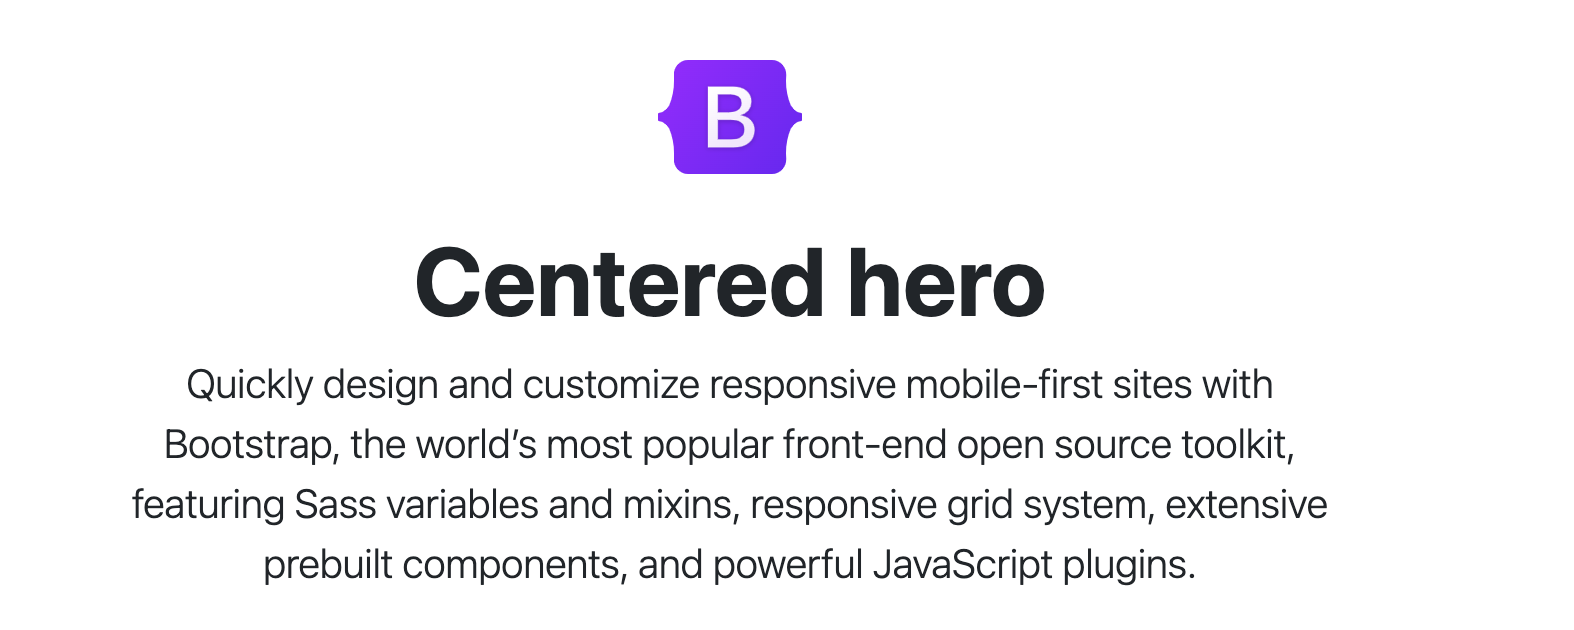 B
Centered hero
Quickly design and customize responsive mobile-first sites with
Bootstrap, the world’s most popular front-end open source toolkit,
featuring Sass variables and mixins, responsive grid system, extensive
prebuilt components, and powerful JavaScript plugins.